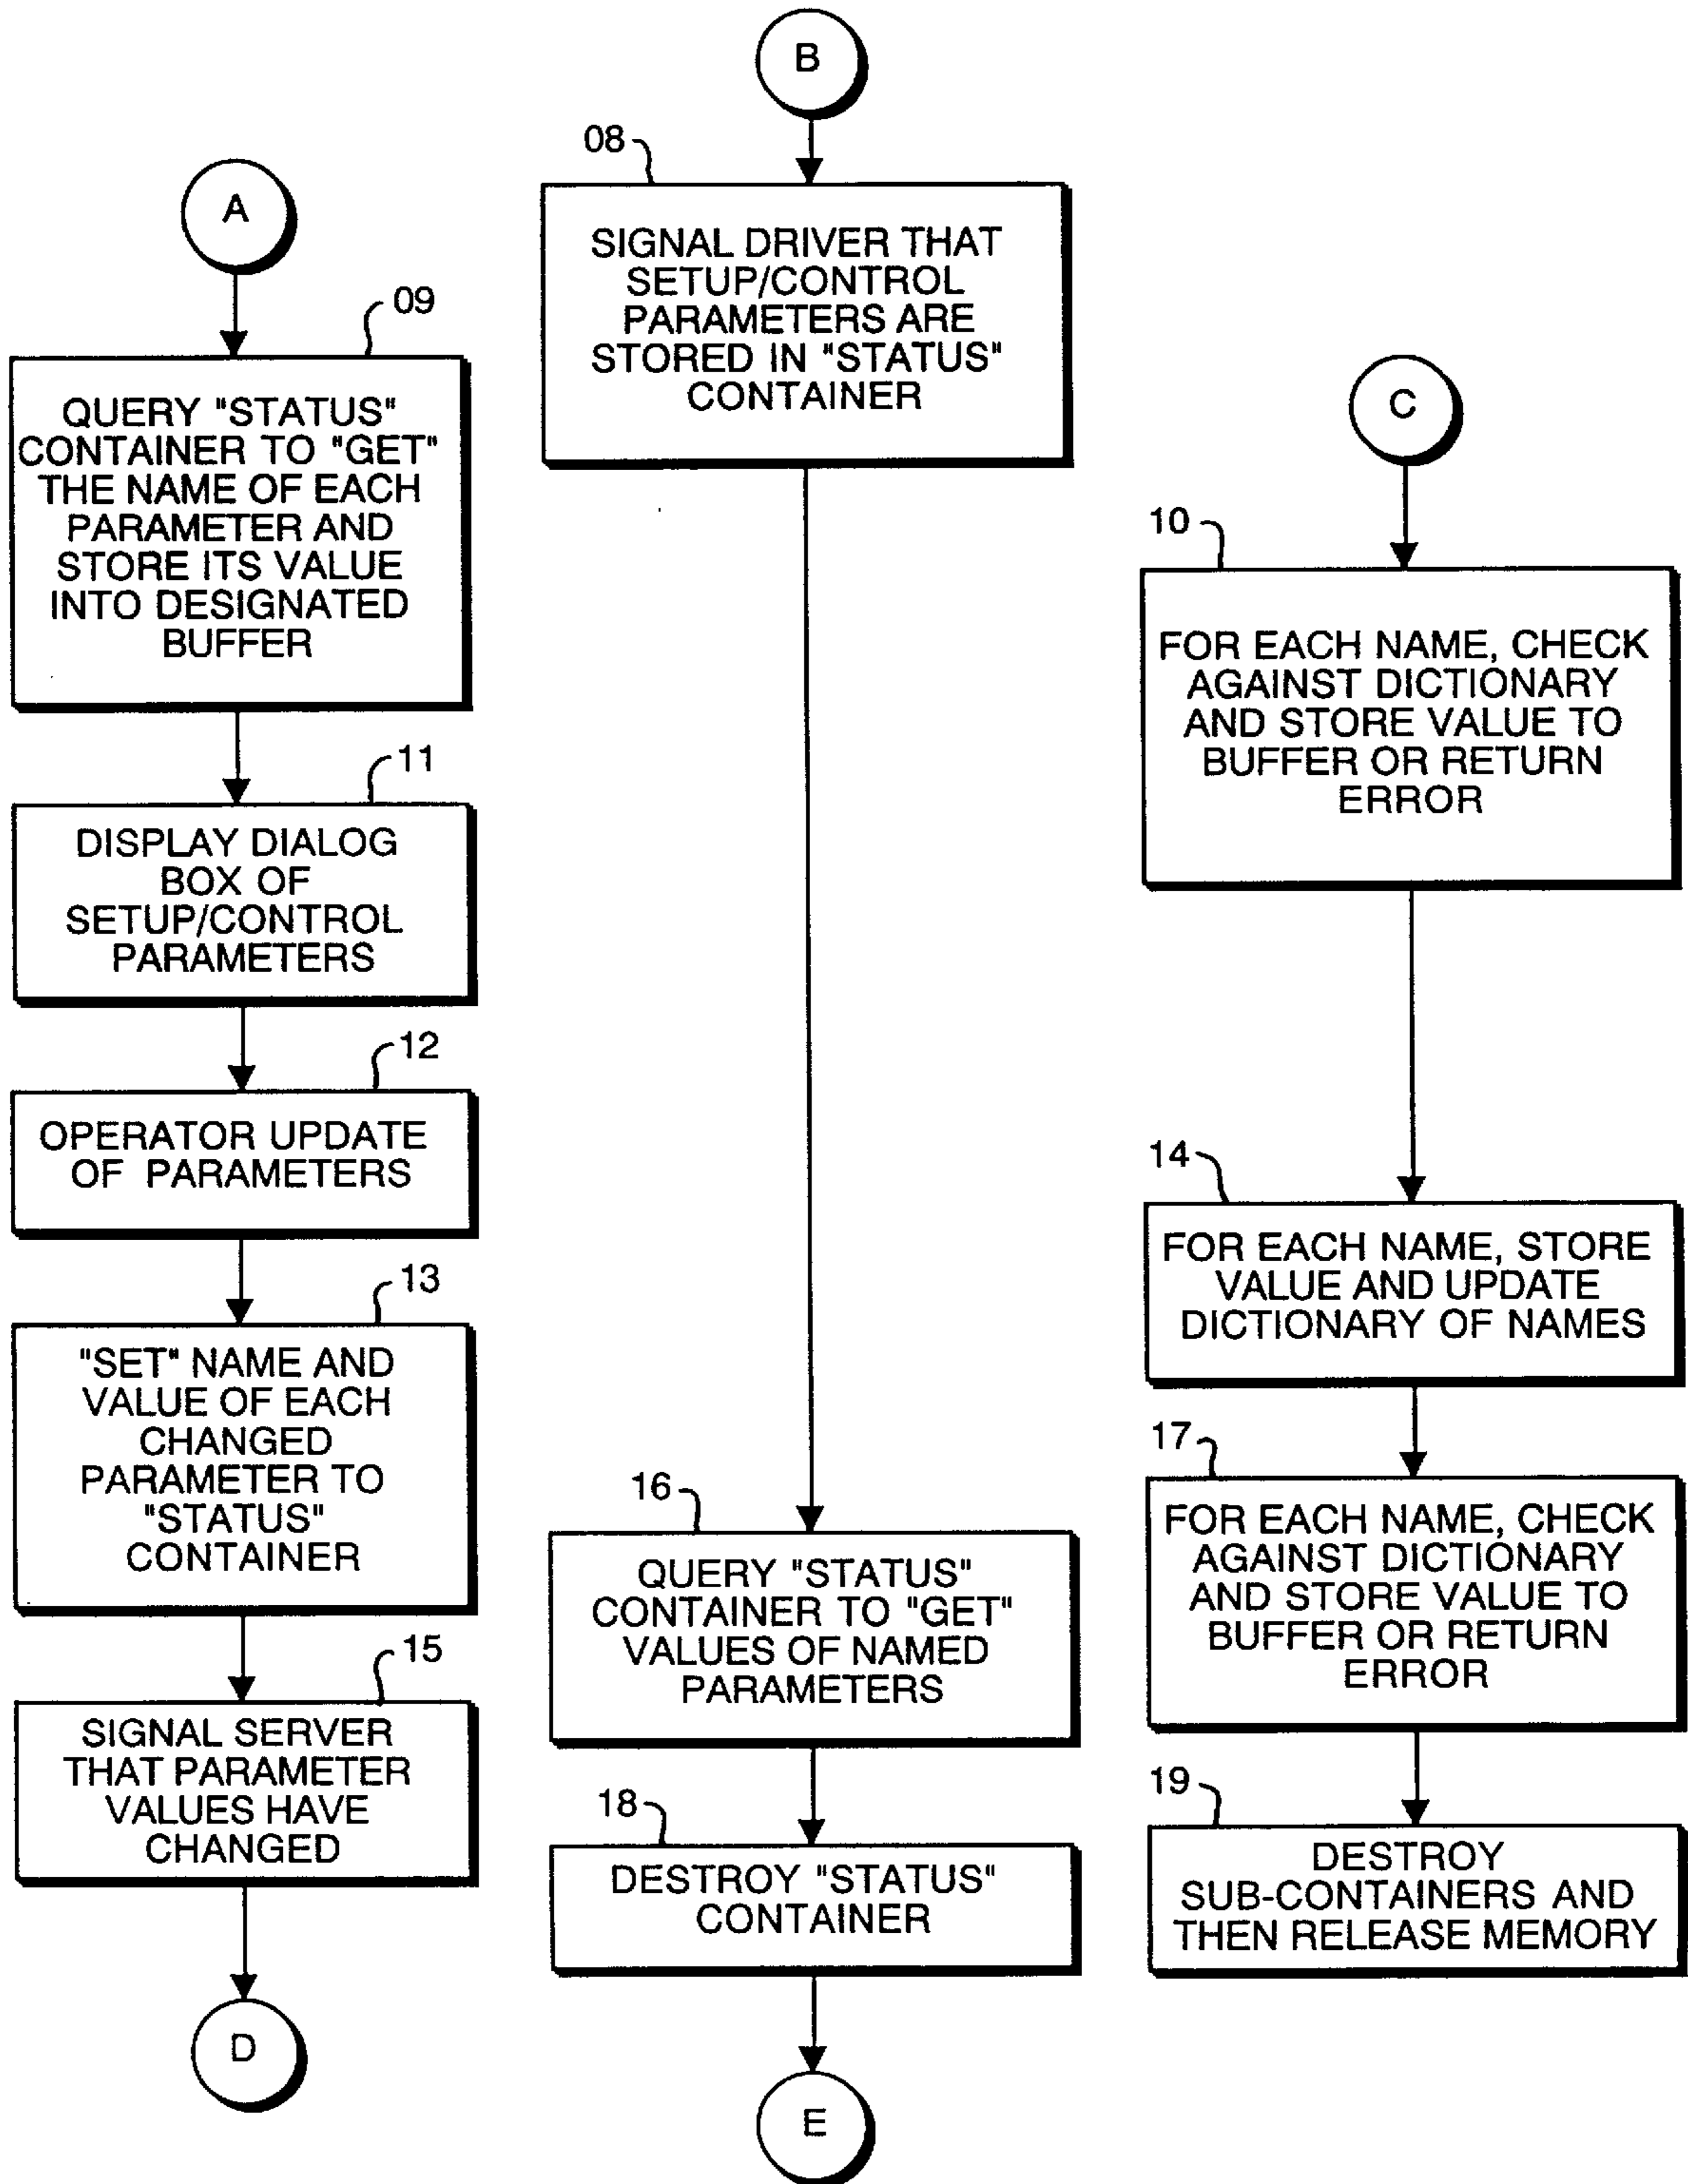 A
09
QUERY "STATUS"
CONTAINER TO "GET"
THE NAME OF EACH
PARAMETER AND
STORE ITS VALUE
INTO DESIGNATED
BUFFER
11
DISPLAY DIALOG
BOX OF
SETUP/CONTROL
PARAMETERS
12
OPERATOR UPDATE
OF PARAMETERS
13
"SET" NAME AND
VALUE OF EACH
CHANGED
PARAMETER TO
"STATUS"
CONTAINER
15
SIGNAL SERVER
THAT PARAMETER
VALUES HAVE
CHANGED
D
B
08
SIGNAL DRIVER THAT
SETUP/CONTROL
PARAMETERS ARE
STORED IN "STATUS"
CONTAINER
16
QUERY "STATUS"
CONTAINER TO "GET"
VALUES OF NAMED
PARAMETERS
18
DESTROY "STATUS"
CONTAINER
E
C
10
FOR EACH NAME, CHECK
AGAINST DICTIONARY
AND STORE VALUE TO
BUFFER OR RETURN
ERROR
14
FOR EACH NAME, STORE
VALUE AND UPDATE
DICTIONARY OF NAMES
17
FOR EACH NAME, CHECK
AGAINST DICTIONARY
AND STORE VALUE TO
BUFFER OR RETURN
ERROR
19
DESTROY
SUB-CONTAINERS AND
THEN RELEASE MEMORY